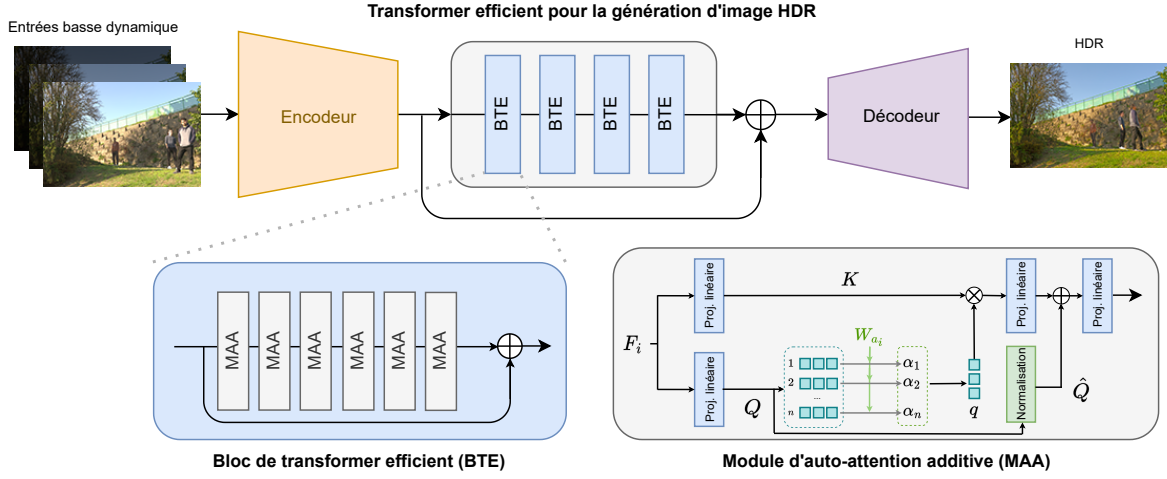 Transformer efficient pour la génération d'image HDR
Entrées basse dynamique
HDR
Encodeur
BTE
BTE
BTE
BTE
Décodeur
MAA
MAA
MAA
MAA
MAA
MAA
Bloc de transformer efficient (BTE)
F_i
Proj. linéaire
K
Proj. linéaire
Proj. linéaire
Proj. linéaire
Q
1
2
...
n
W_{a_i}
α_1
α_2
α_n
q
Normalisation
Q̂
Module d'auto-attention additive (MAA)